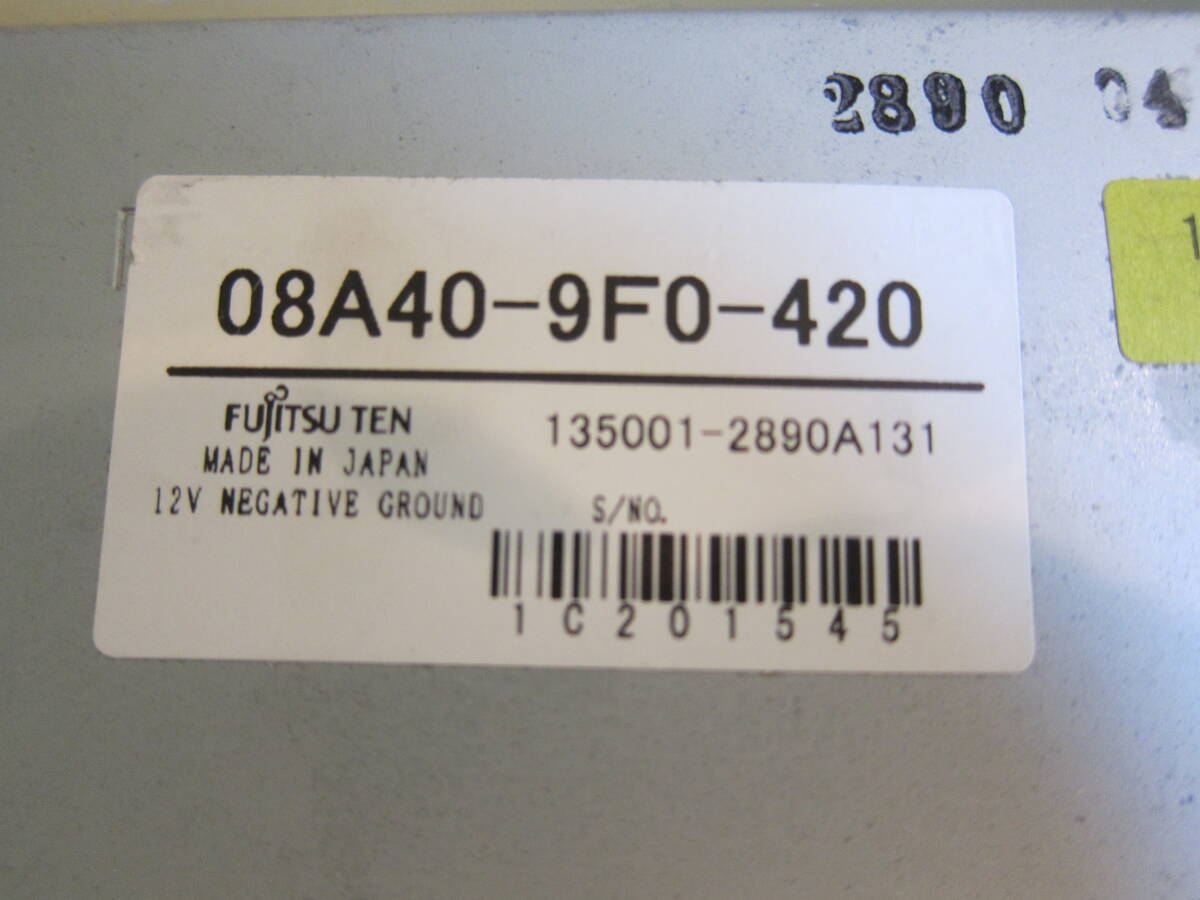 2890
08A40-9F0-420
FUJITSU TEN 135001-2890A131
MADE IN JAPAN
12V NEGATIVE GROUND S/NO.
1C201545